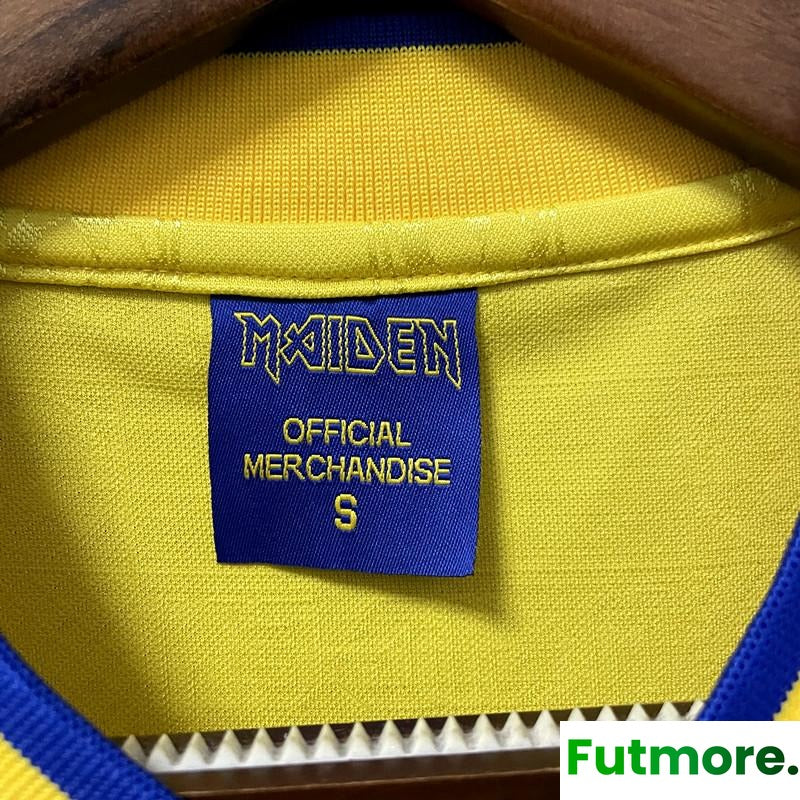 MAIDEN
OFFICIAL
MERCHANDISE
S
Futmore.